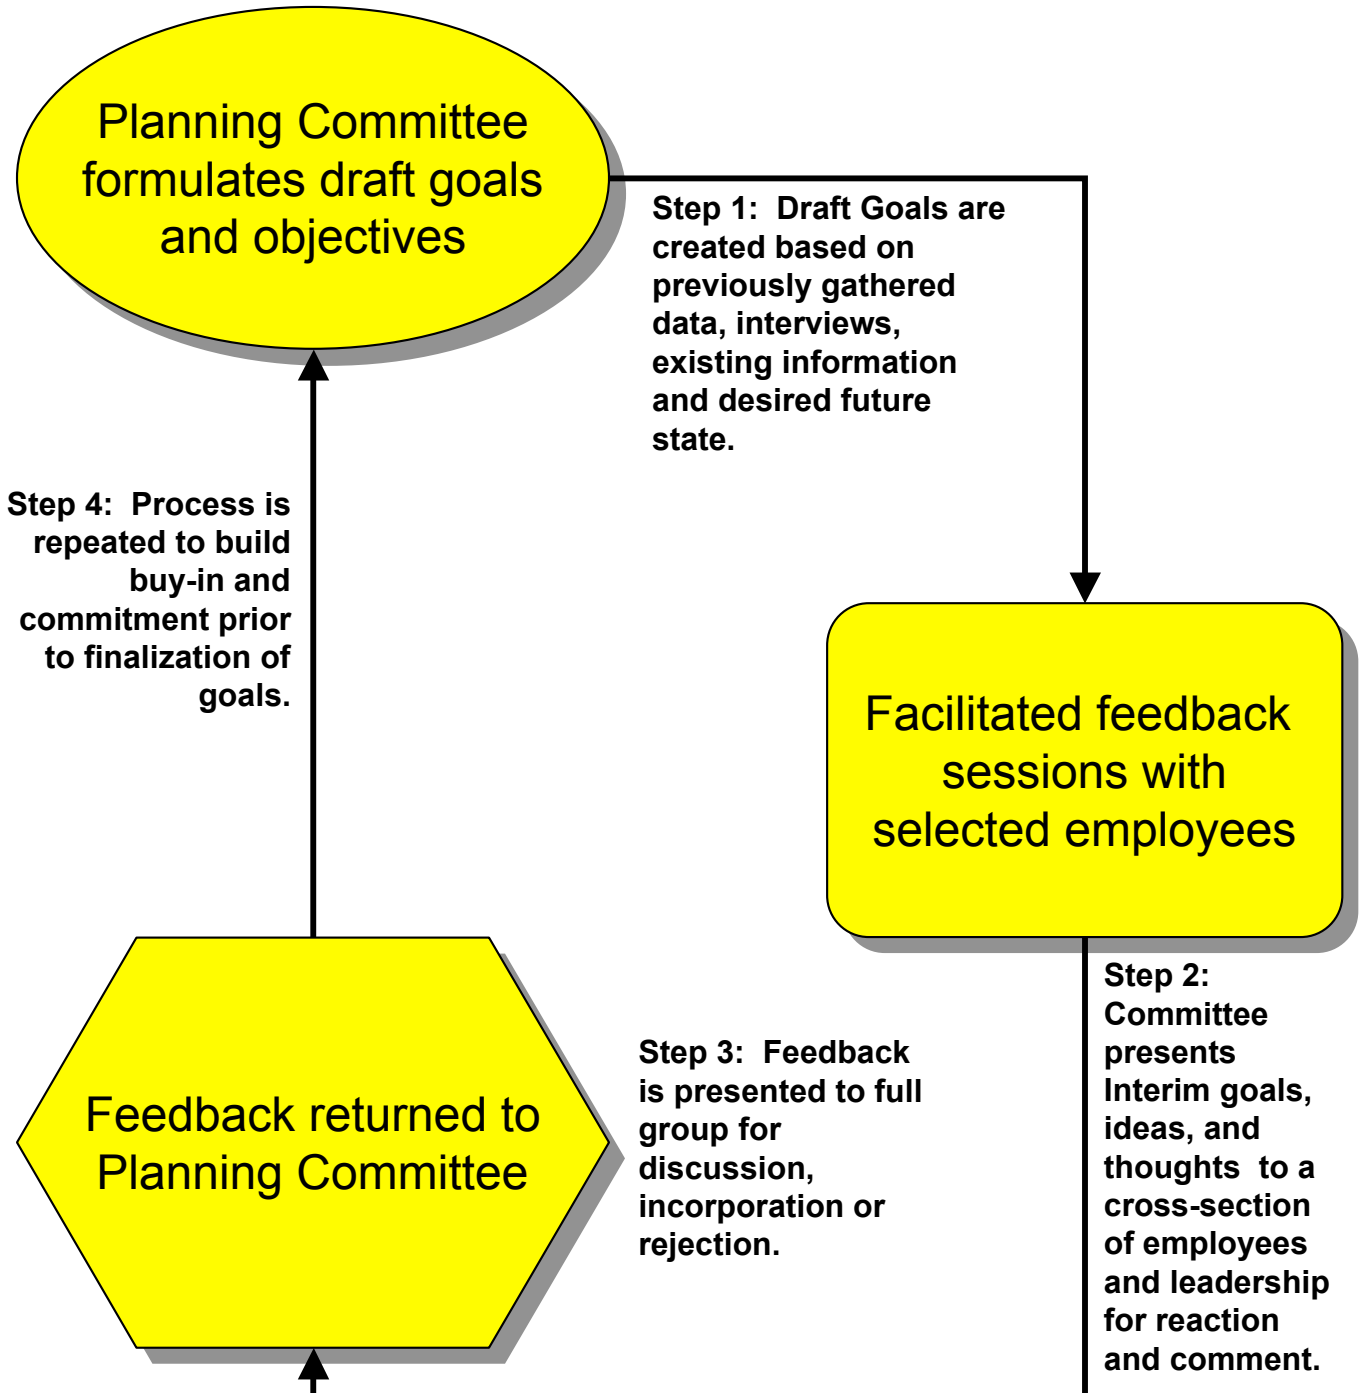 Planning Committee
formulates draft goals
and objectives
Step 1:  Draft Goals are
created based on
previously gathered
data, interviews,
existing information
and desired future
state.
Facilitated feedback
sessions with
selected employees
Step 2:
Committee
presents
Interim goals,
ideas, and
thoughts  to a
cross-section
of employees
and leadership
for reaction
and comment.
Step 3:  Feedback
is presented to full
group for
discussion,
incorporation or
rejection.
Feedback returned to
Planning Committee
Step 4:  Process is
repeated to build
buy-in and
commitment prior
to finalization of
goals.